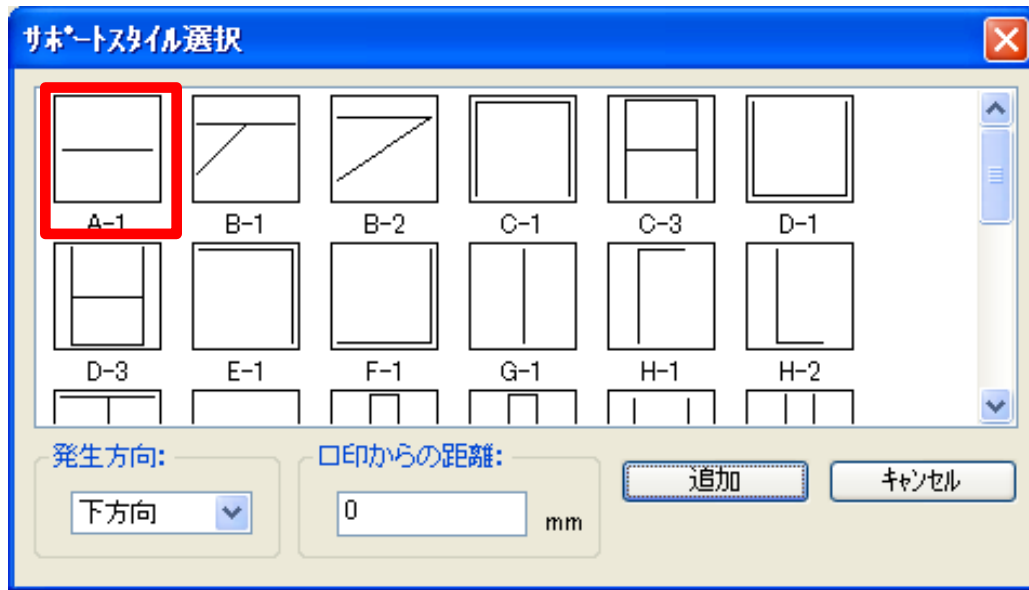 サポートスタイル選択
A-1 B-1 B-2 C-1 C-3 D-1
D-3 E-1 F-1 G-1 H-1 H-2
発生方向: 口印からの距離:
下方向 0 mm 追加 キャンセル